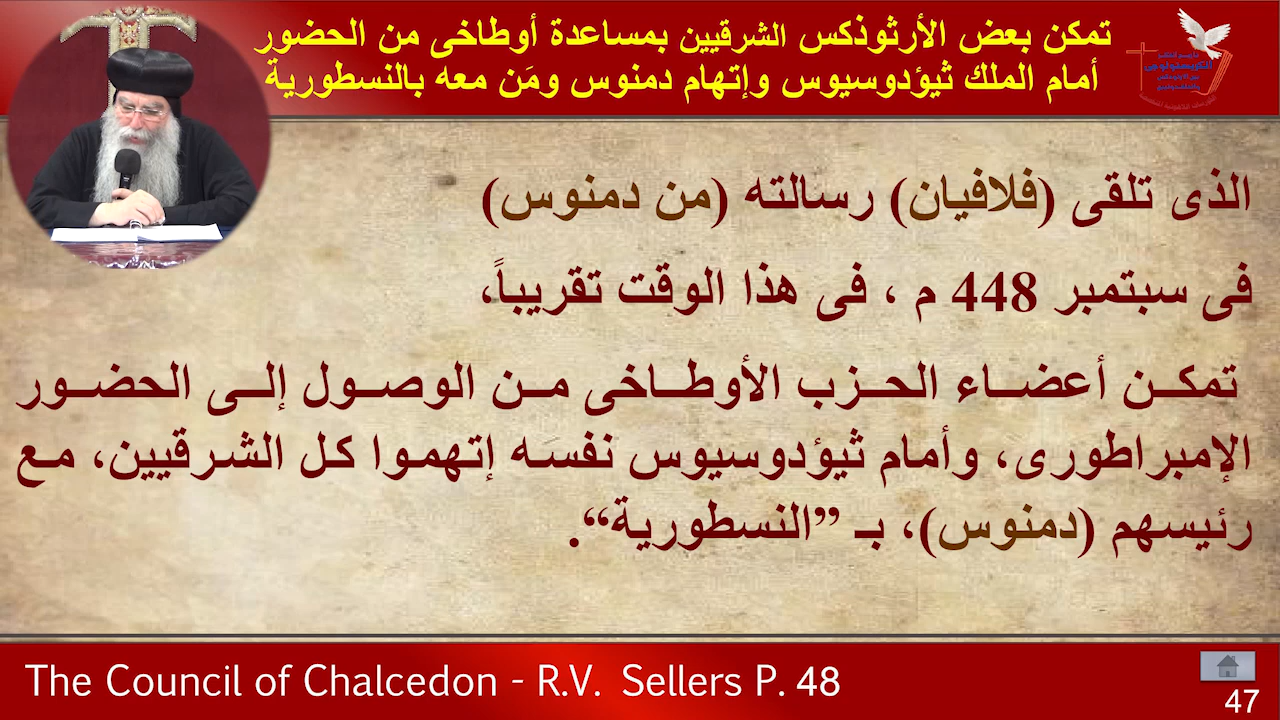 تمكن بعض الأرثوذكس الشرقيين بمساعدة أوطاخى من الحضور
أمام الملك ثيؤدوسيوس وإتهام دمنوس ومَن معه بالنسطورية
الذى تلقى (فلافيان) رسالته (من دمنوس)
فى سبتمبر 448 م ، فى هذا الوقت تقريباً،
تمكن أعضاء الحزب الأوطاخى من الوصول إلى الحضور
الإمبراطورى، وأمام ثيؤدوسيوس نفسَه إتهموا كل الشرقيين، مع
رئيسهم (دمنوس)، بـ ”النسطورية“.
The Council of Chalcedon - R.V. Sellers P. 48
47